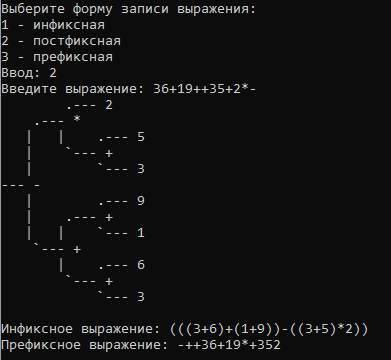 Выберите форму записи выражения:
1 - инфиксная
2 - постфиксная
3 - префиксная
Ввод: 2
Введите выражение: 36+19++35+2*-
        .--- 2
    .--- *
   |   |    .--- 5
   |    `--- +
   |        `--- 3
--- -
   |        .--- 9
   |    .--- +
   |   |    `--- 1
    `--- +
       |    .--- 6
        `--- +
            `--- 3
Инфиксное выражение: (((3+6)+(1+9))-((3+5)*2))
Префиксное выражение: -++36+19*+352